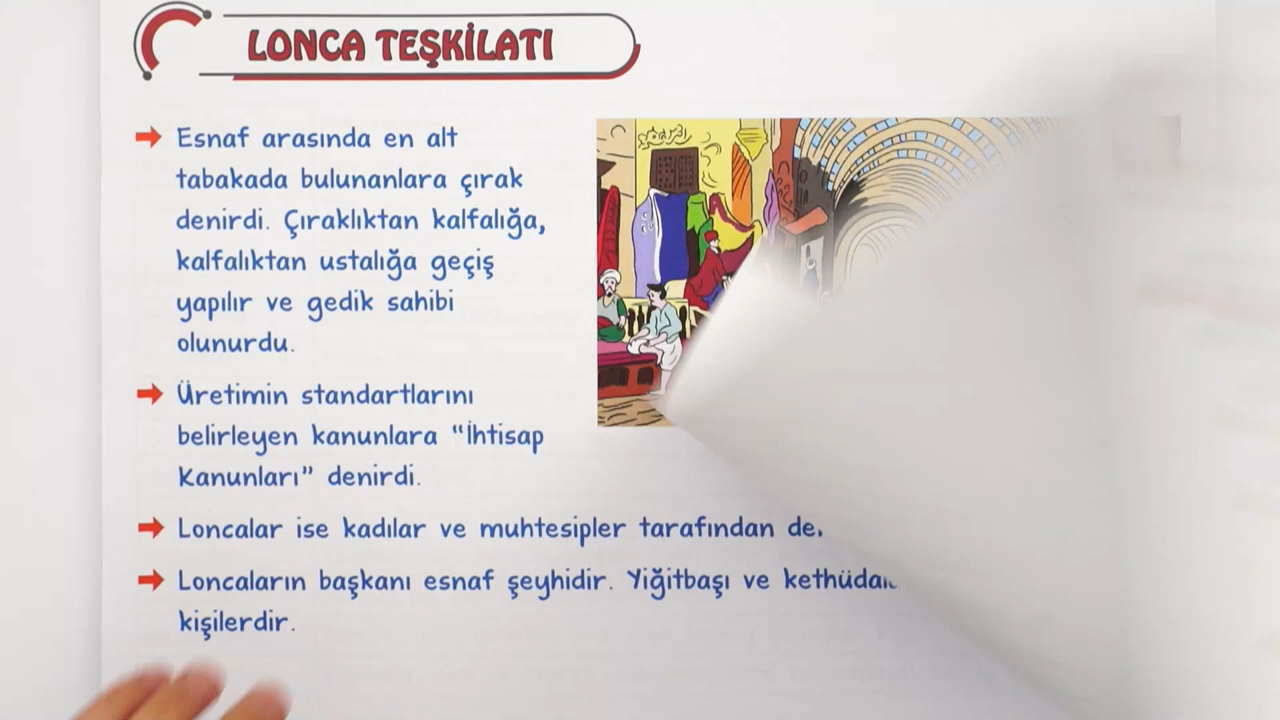 LONCA TEŞKİLATI
Esnaf arasında en alt
tabakada bulunanlara çırak
denirdi. Çıraklıktan kalfalığa,
kalfalıktan ustalığa geçiş
yapılır ve gedik sahibi
olunurdu.
Üretimin standartlarını
belirleyen kanunlara “İhtisap
Kanunları” denirdi.
Loncalar ise kadılar ve muhtesipler tarafından
Loncaların başkanı esnaf şeyhidir. Yiğitbaşı ve
kişilerdir.